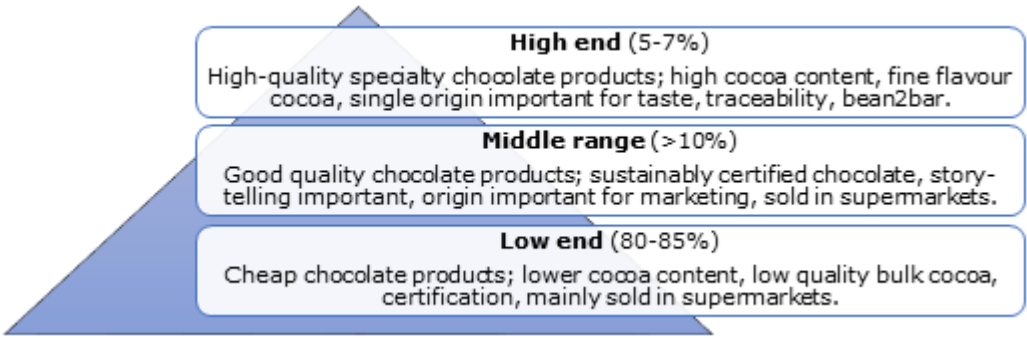 High end (5-7%)
High-quality specialty chocolate products; high cocoa content, fine flavour
cocoa, single origin important for taste, traceability, bean2bar.
Middle range (>10%)
Good quality chocolate products; sustainably certified chocolate, story-
telling important, origin important for marketing, sold in supermarkets.
Low end (80-85%)
Cheap chocolate products; lower cocoa content, low quality bulk cocoa,
certification, mainly sold in supermarkets.